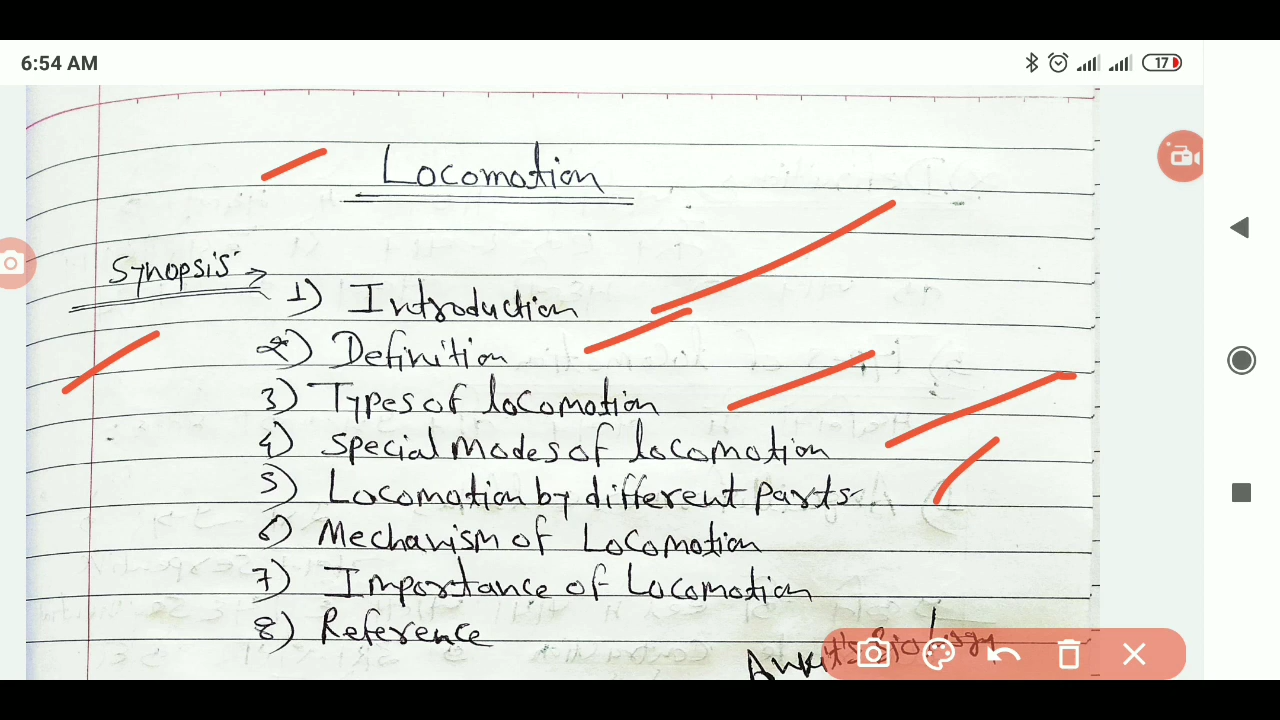 6:54 AM
17
Locomotion
Synopsis →
1) Introduction
2) Definition
3) Types of locomotion
4) Special Modes of locomotion
5) Locomotion by different parts
6) Mechanism of Locomotion
7) Importance of Locomotion
8) Reference